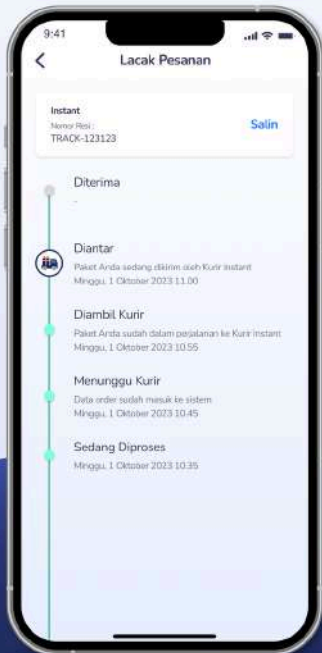 9:41
Lacak Pesanan
Instant
Nomor Resi :
TRACK-123123
Salin
Diterima
-
Diantar
Paket Anda sedang dikirim oleh Kurir Instant
Minggu, 1 Oktober 2023 11.00
Diambil Kurir
Paket Anda sudah dalam perjalanan ke Kurir Instant
Minggu, 1 Oktober 2023 10.55
Menunggu Kurir
Data order sudah masuk ke sistem
Minggu, 1 Oktober 2023 10.45
Sedang Diproses
Minggu, 1 Oktober 2023 10.35